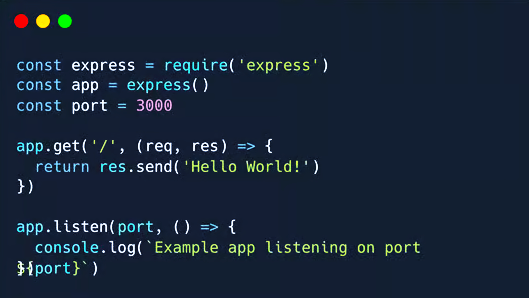 const express = require('express')
const app = express()
const port = 3000
app.get('/', (req, res) => {
return res.send('Hello World!')
})
app.listen(port, () => {
console.log(`Example app listening on port
${port}`)
})